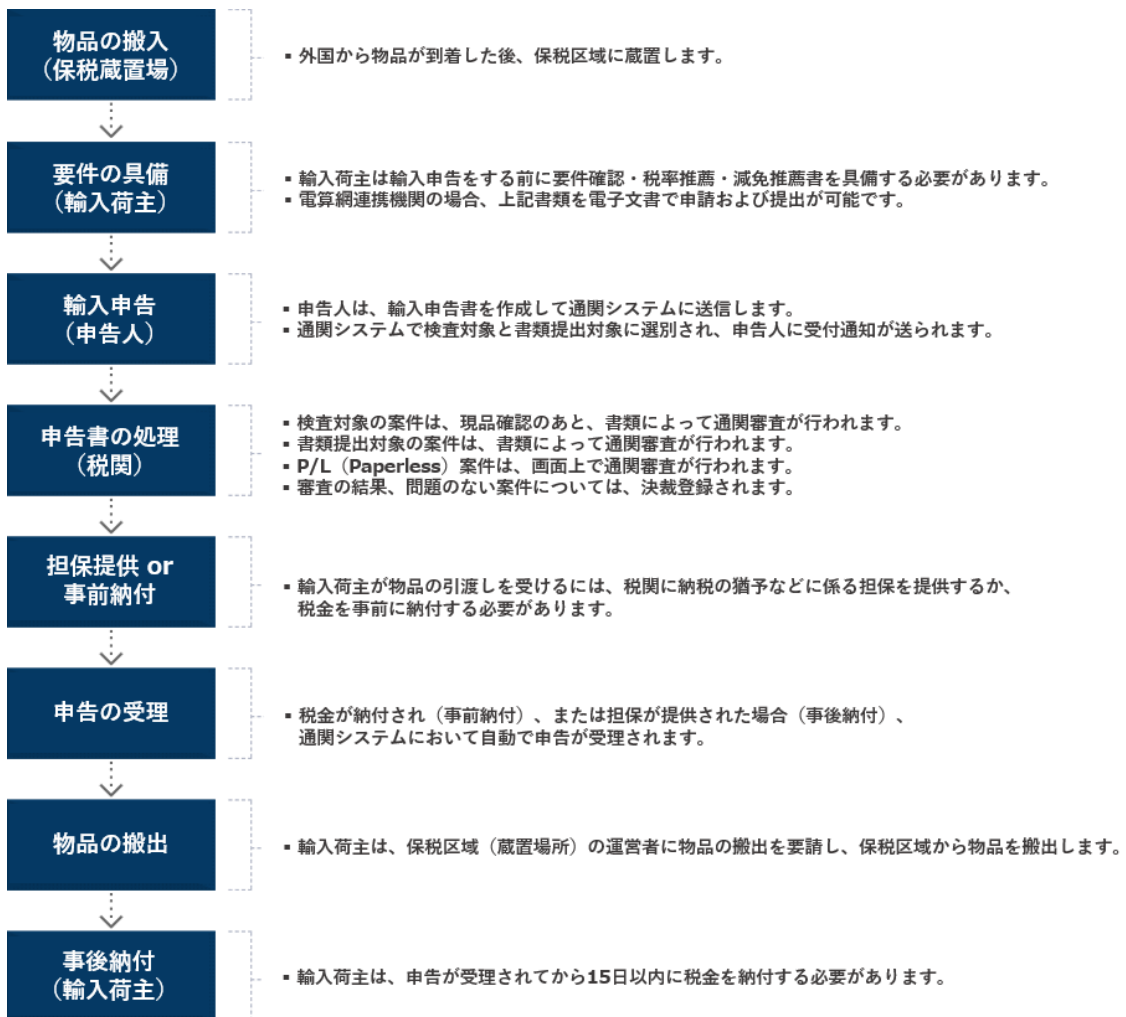 物品の搬入
（保税蔵置場）
▪ 外国から物品が到着した後、保税区域に蔵置します。
要件の具備
（輸入荷主）
▪ 輸入荷主は輸入申告をする前に要件確認・税率推薦・減免推薦書を具備する必要があります。
▪ 電算網連携機関の場合、上記書類を電子文書で申請および提出が可能です。
輸入申告
（申告人）
▪ 申告人は、輸入申告書を作成して通関システムに送信します。
▪ 通関システムで検査対象と書類提出対象に選別され、申告人に受付通知が送られます。
申告書の処理
（税関）
▪ 検査対象の案件は、現品確認のあと、書類によって通関審査が行われます。
▪ 書類提出対象の案件は、書類によって通関審査が行われます。
▪ P/L（Paperless）案件は、画面上で通関審査が行われます。
▪ 審査の結果、問題のない案件については、決裁登録されます。
担保提供 or
事前納付
▪ 輸入荷主が物品の引渡しを受けるには、税関に納税の猶予などに係る担保を提供するか、
税金を事前に納付する必要があります。
申告の受理
▪ 税金が納付され（事前納付）、または担保が提供された場合（事後納付）、
通関システムにおいて自動で申告が受理されます。
物品の搬出
▪ 輸入荷主は、保税区域（蔵置場所）の運営者に物品の搬出を要請し、保税区域から物品を搬出します。
事後納付
（輸入荷主）
▪ 輸入荷主は、申告が受理されてから15日以内に税金を納付する必要があります。